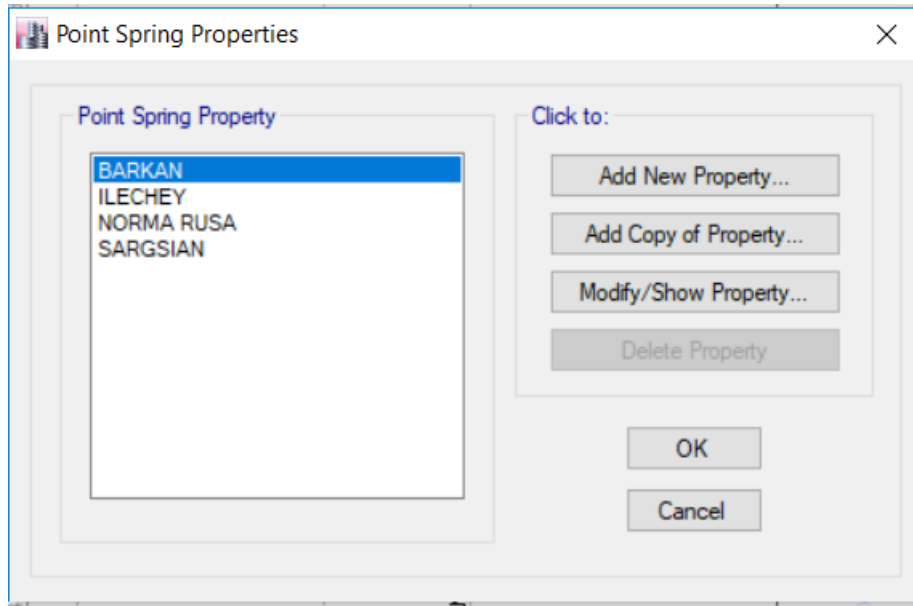 Point Spring Properties
Point Spring Property
BARKAN
ILECHEY
NORMA RUSA
SARGSIAN
Click to:
Add New Property...
Add Copy of Property...
Modify/Show Property...
Delete Property
OK
Cancel